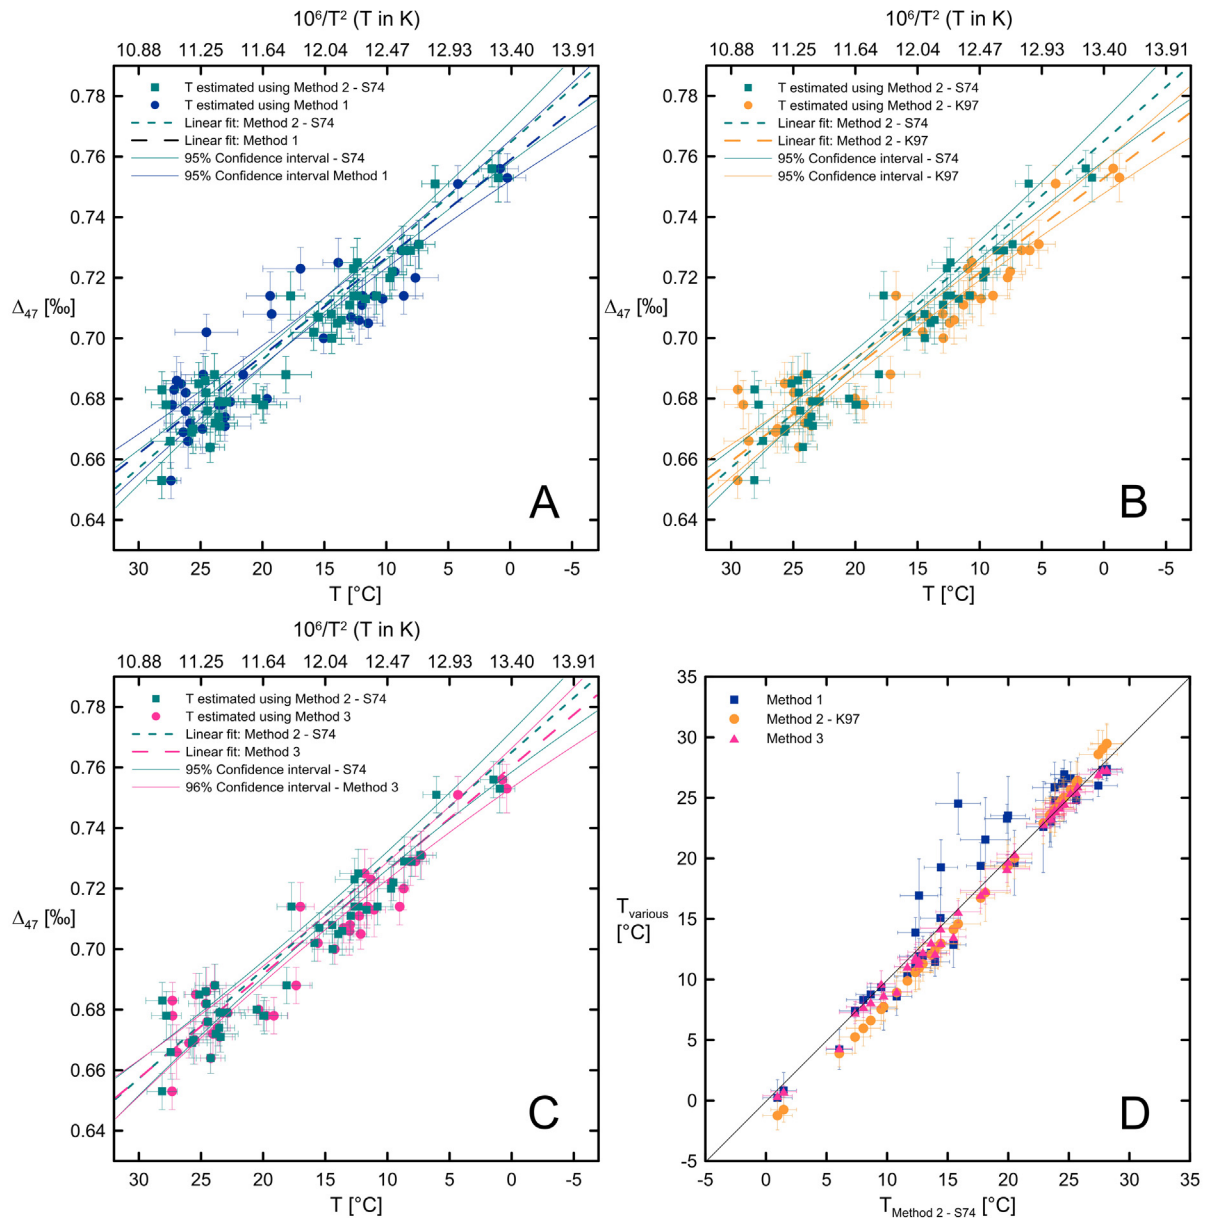 10⁶/T² (T in K)
10.88 11.25 11.64 12.04 12.47 12.93 13.40 13.91
T estimated using Method 2 - S74
T estimated using Method 1
Linear fit: Method 2 - S74
Linear fit: Method 1
95% Confidence interval - S74
95% Confidence interval Method 1
0.78
0.76
0.74
0.72
Δ₄₇ [‰]
0.70
0.68
0.66
0.64
A
30 25 20 15 10 5 0 -5
T [°C]
10⁶/T² (T in K)
10.88 11.25 11.64 12.04 12.47 12.93 13.40 13.91
T estimated using Method 2 - S74
T estimated using Method 2 - K97
Linear fit: Method 2 - S74
Linear fit: Method 2 - K97
95% Confidence interval - S74
95% Confidence interval - K97
0.78
0.76
0.74
0.72
Δ₄₇ [‰]
0.70
0.68
0.66
0.64
B
30 25 20 15 10 5 0 -5
T [°C]
10⁶/T² (T in K)
10.88 11.25 11.64 12.04 12.47 12.93 13.40 13.91
T estimated using Method 2 - S74
T estimated using Method 3
Linear fit: Method 2 - S74
Linear fit: Method 3
95% Confidence interval - S74
96% Confidence interval - Method 3
0.78
0.76
0.74
0.72
Δ₄₇ [‰]
0.70
0.68
0.66
0.64
C
30 25 20 15 10 5 0 -5
T [°C]
Method 1
Method 2 - K97
Method 3
35
30
25
20
15
10
5
0
-5
T_various
[°C]
D
-5 0 5 10 15 20 25 30 35
T_Method 2 - S74 [°C]